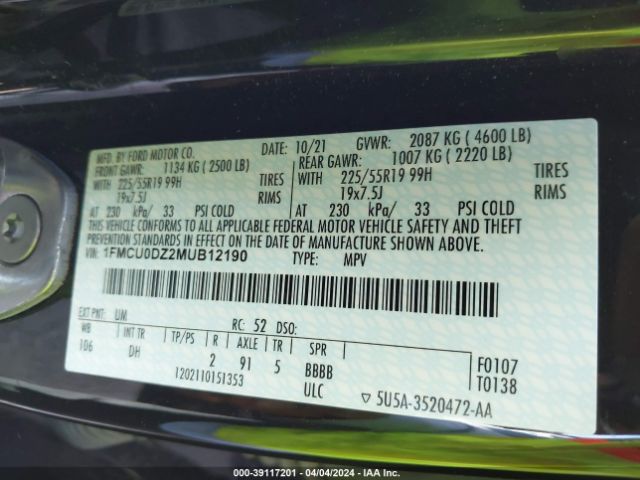 MFD. BY FORD MOTOR CO. 10/21 GVWR: 2087 KG ( 4600 LB)
FRONT GAWR: 1134 KG ( 2500 LB) REAR GAWR: 1007 KG ( 2220 LB)
WITH 225/55R19 99H TIRES WITH 225/55R19 99H TIRES
19x7.5J RIMS 19x7.5J RIMS
AT 230 kPa/ 33 PSI COLD AT 230 kPa/ 33 PSI COLD
THIS VEHICLE CONFORMS TO ALL APPLICABLE FEDERAL MOTOR VEHICLE SAFETY AND THEFT
PREVENTION STANDARDS IN EFFECT ON THE DATE OF MANUFACTURE SHOWN ABOVE.
VIN: 1FMCU0DZ2MUB12190 TYPE: MPV
EXT PNT: UM RC: 52 DSO:
WB INT TR TP/PS R AXLE TR SPR
106 DH 2 91 5 BBBB F0107
1202110151353 ULC T0138
▽ 5U5A-3520472-AA
000-39117201 - 04/04/2024 - IAA Inc.